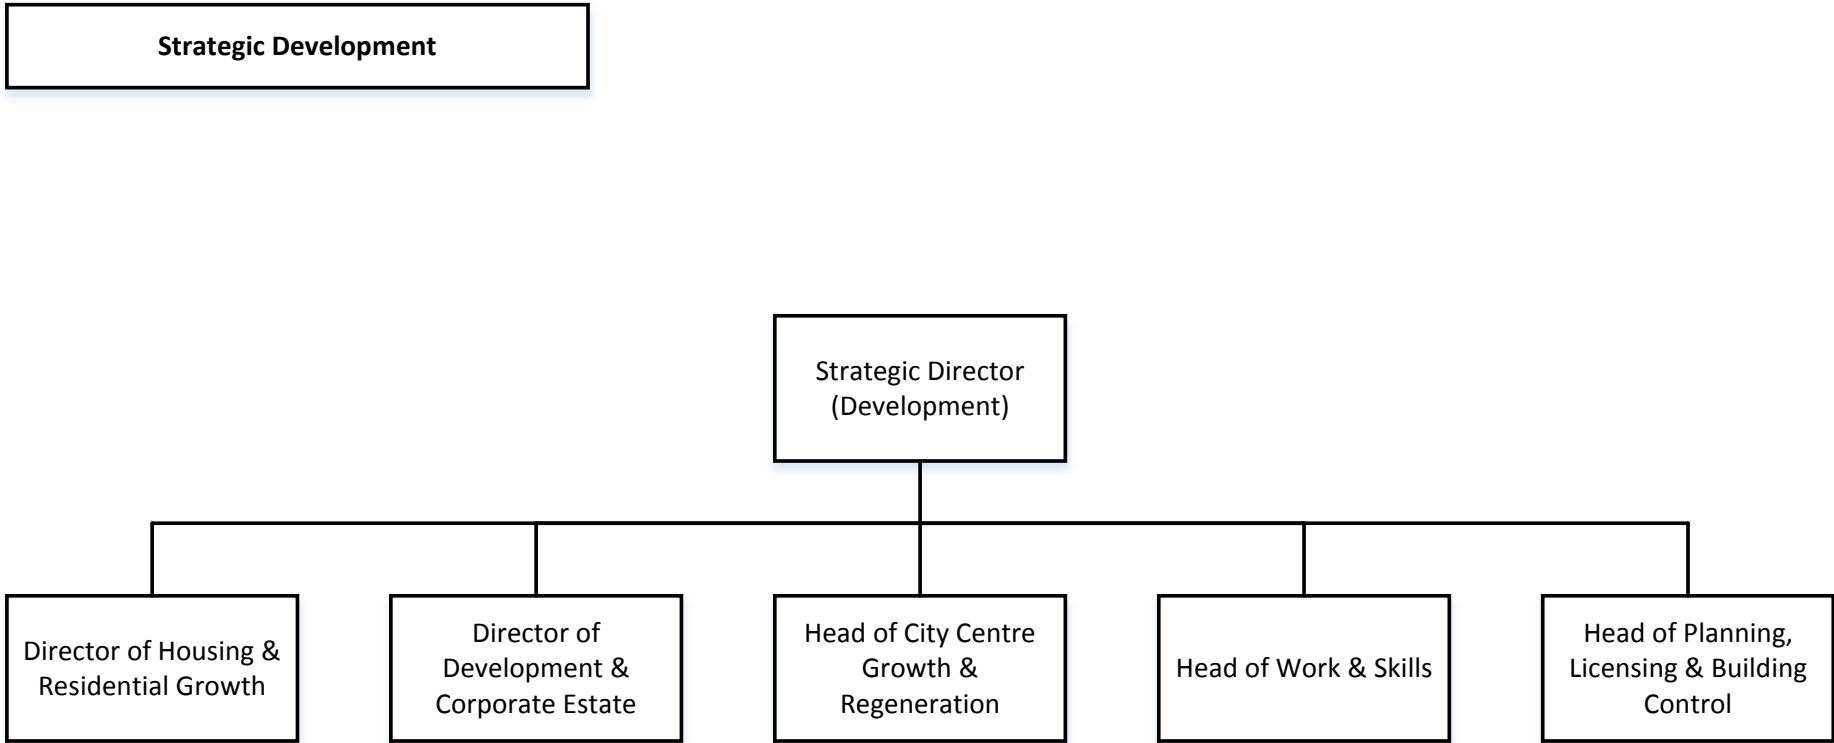 Strategic Development
Strategic Director
(Development)
Director of Housing &
Residential Growth
Director of
Development &
Corporate Estate
Head of City Centre
Growth &
Regeneration
Head of Work & Skills
Head of Planning,
Licensing & Building
Control